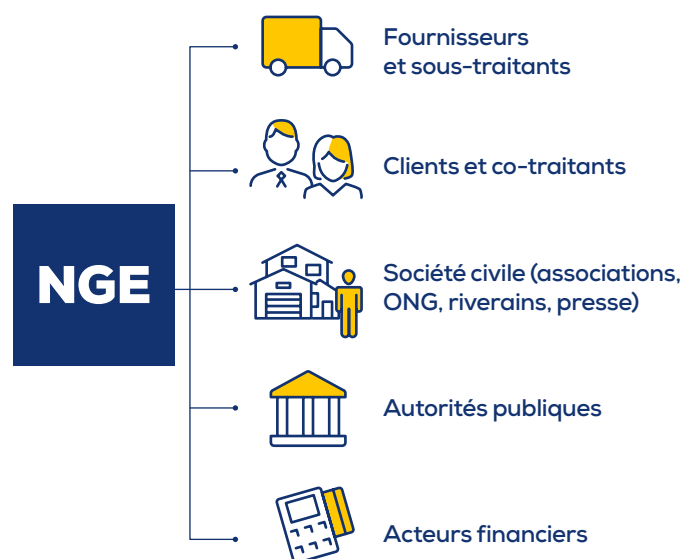 NGE
Fournisseurs
et sous-traitants
Clients et co-traitants
Société civile (associations,
ONG, riverains, presse)
Autorités publiques
Acteurs financiers